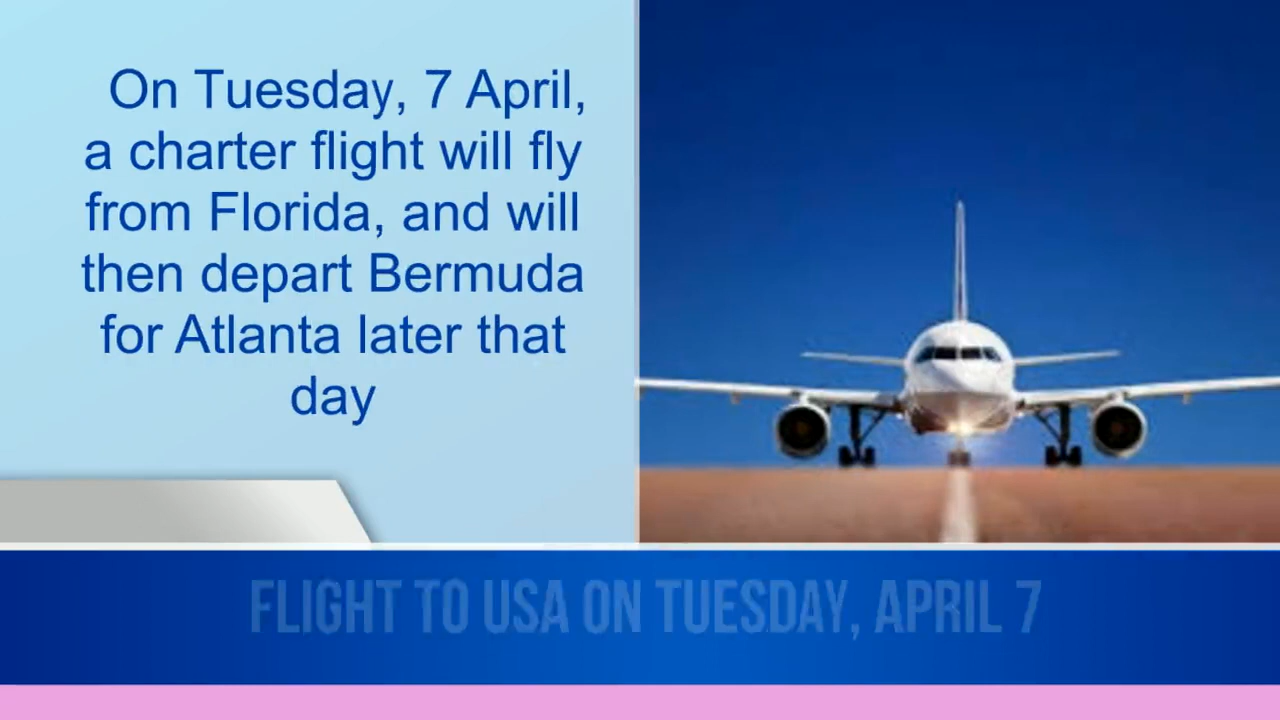 On Tuesday, 7 April,
a charter flight will fly
from Florida, and will
then depart Bermuda
for Atlanta later that
day
FLIGHT TO USA ON TUESDAY, APRIL 7